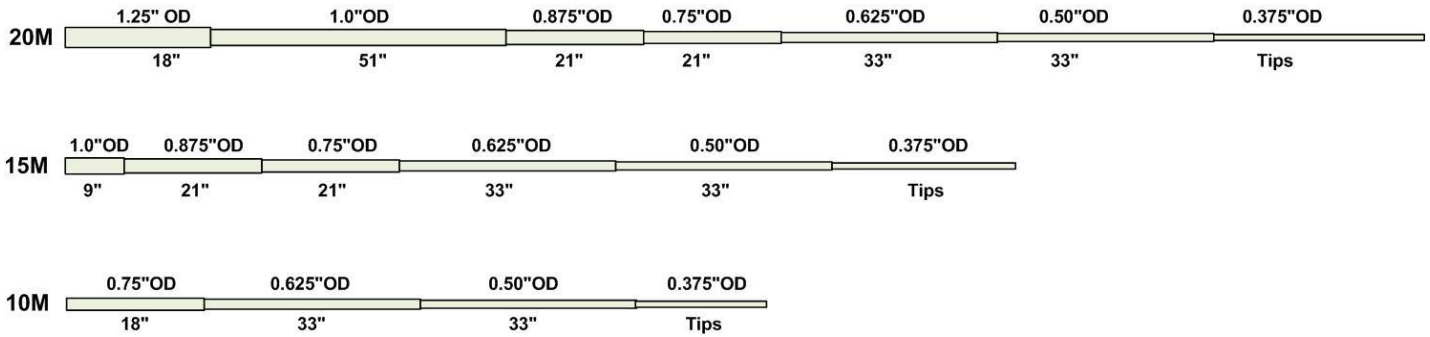 1.25" OD 1.0"OD 0.875"OD 0.75"OD 0.625"OD 0.50"OD 0.375"OD
20M
18" 51" 21" 21" 33" 33" Tips
1.0"OD 0.875"OD 0.75"OD 0.625"OD 0.50"OD 0.375"OD
15M
9" 21" 21" 33" 33" Tips
0.75"OD 0.625"OD 0.50"OD 0.375"OD
10M
18" 33" 33" Tips